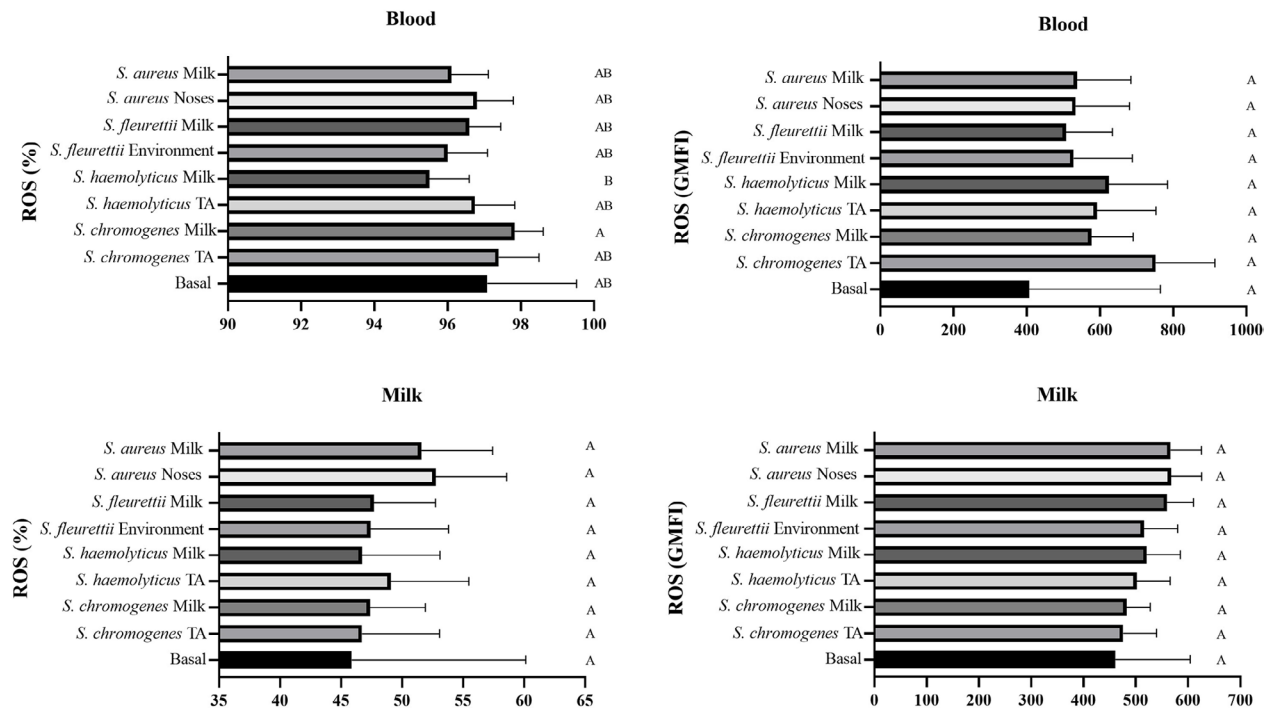 Blood
ROS (%)
S. aureus Milk AB
S. aureus Noses AB
S. fleurettii Milk AB
S. fleurettii Environment AB
S. haemolyticus Milk B
S. haemolyticus TA AB
S. chromogenes Milk A
S. chromogenes TA AB
Basal AB
90 92 94 96 98 100
Blood
ROS (GMFI)
S. aureus Milk A
S. aureus Noses A
S. fleurettii Milk A
S. fleurettii Environment A
S. haemolyticus Milk A
S. haemolyticus TA A
S. chromogenes Milk A
S. chromogenes TA A
Basal A
0 200 400 600 800 1000
Milk
ROS (%)
S. aureus Milk A
S. aureus Noses A
S. fleurettii Milk A
S. fleurettii Environment A
S. haemolyticus Milk A
S. haemolyticus TA A
S. chromogenes Milk A
S. chromogenes TA A
Basal A
35 40 45 50 55 60 65
Milk
ROS (GMFI)
S. aureus Milk A
S. aureus Noses A
S. fleurettii Milk A
S. fleurettii Environment A
S. haemolyticus Milk A
S. haemolyticus TA A
S. chromogenes Milk A
S. chromogenes TA A
Basal A
0 100 200 300 400 500 600 700